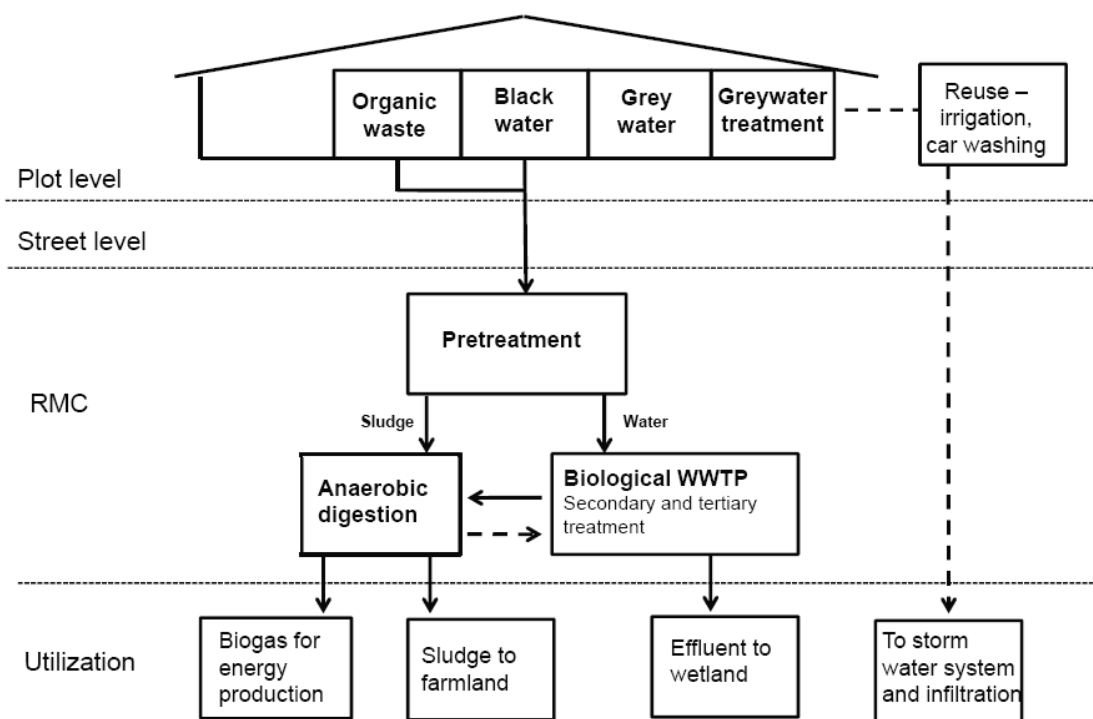 Organic
waste
Black
water
Grey
water
Greywater
treatment
Reuse –
irrigation,
car washing
Plot level
Street level
Pretreatment
RMC
Sludge
Water
Anaerobic
digestion
Biological WWTP
Secondary and tertiary
treatment
Utilization
Biogas for
energy
production
Sludge to
farmland
Effluent to
wetland
To storm
water system
and infiltration